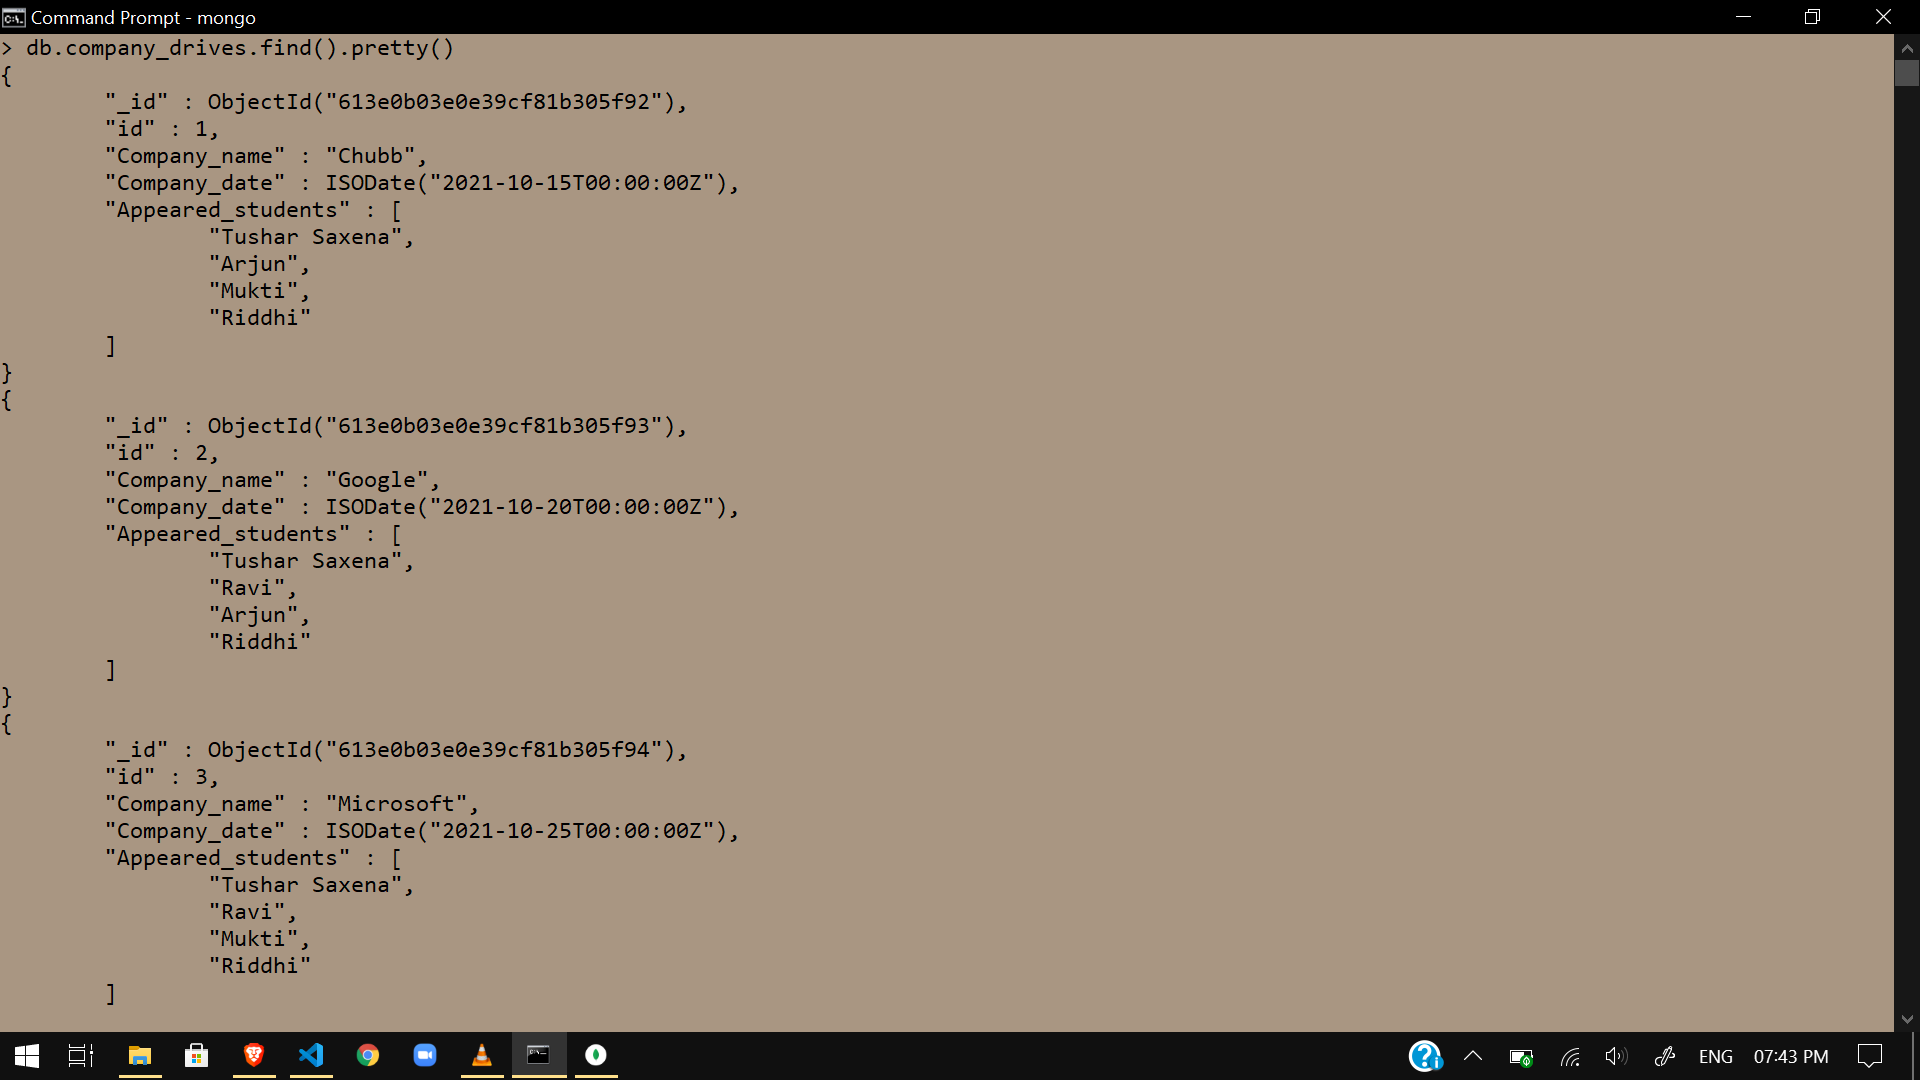 Command Prompt - mongo
> db.company_drives.find().pretty()
{
        "_id" : ObjectId("613e0b03e0e39cf81b305f92"),
        "id" : 1,
        "Company_name" : "Chubb",
        "Company_date" : ISODate("2021-10-15T00:00:00Z"),
        "Appeared_students" : [
                "Tushar Saxena",
                "Arjun",
                "Mukti",
                "Riddhi"
        ]
}
{
        "_id" : ObjectId("613e0b03e0e39cf81b305f93"),
        "id" : 2,
        "Company_name" : "Google",
        "Company_date" : ISODate("2021-10-20T00:00:00Z"),
        "Appeared_students" : [
                "Tushar Saxena",
                "Ravi",
                "Arjun",
                "Riddhi"
        ]
}
{
        "_id" : ObjectId("613e0b03e0e39cf81b305f94"),
        "id" : 3,
        "Company_name" : "Microsoft",
        "Company_date" : ISODate("2021-10-25T00:00:00Z"),
        "Appeared_students" : [
                "Tushar Saxena",
                "Ravi",
                "Mukti",
                "Riddhi"
        ]
ENG 07:43 PM